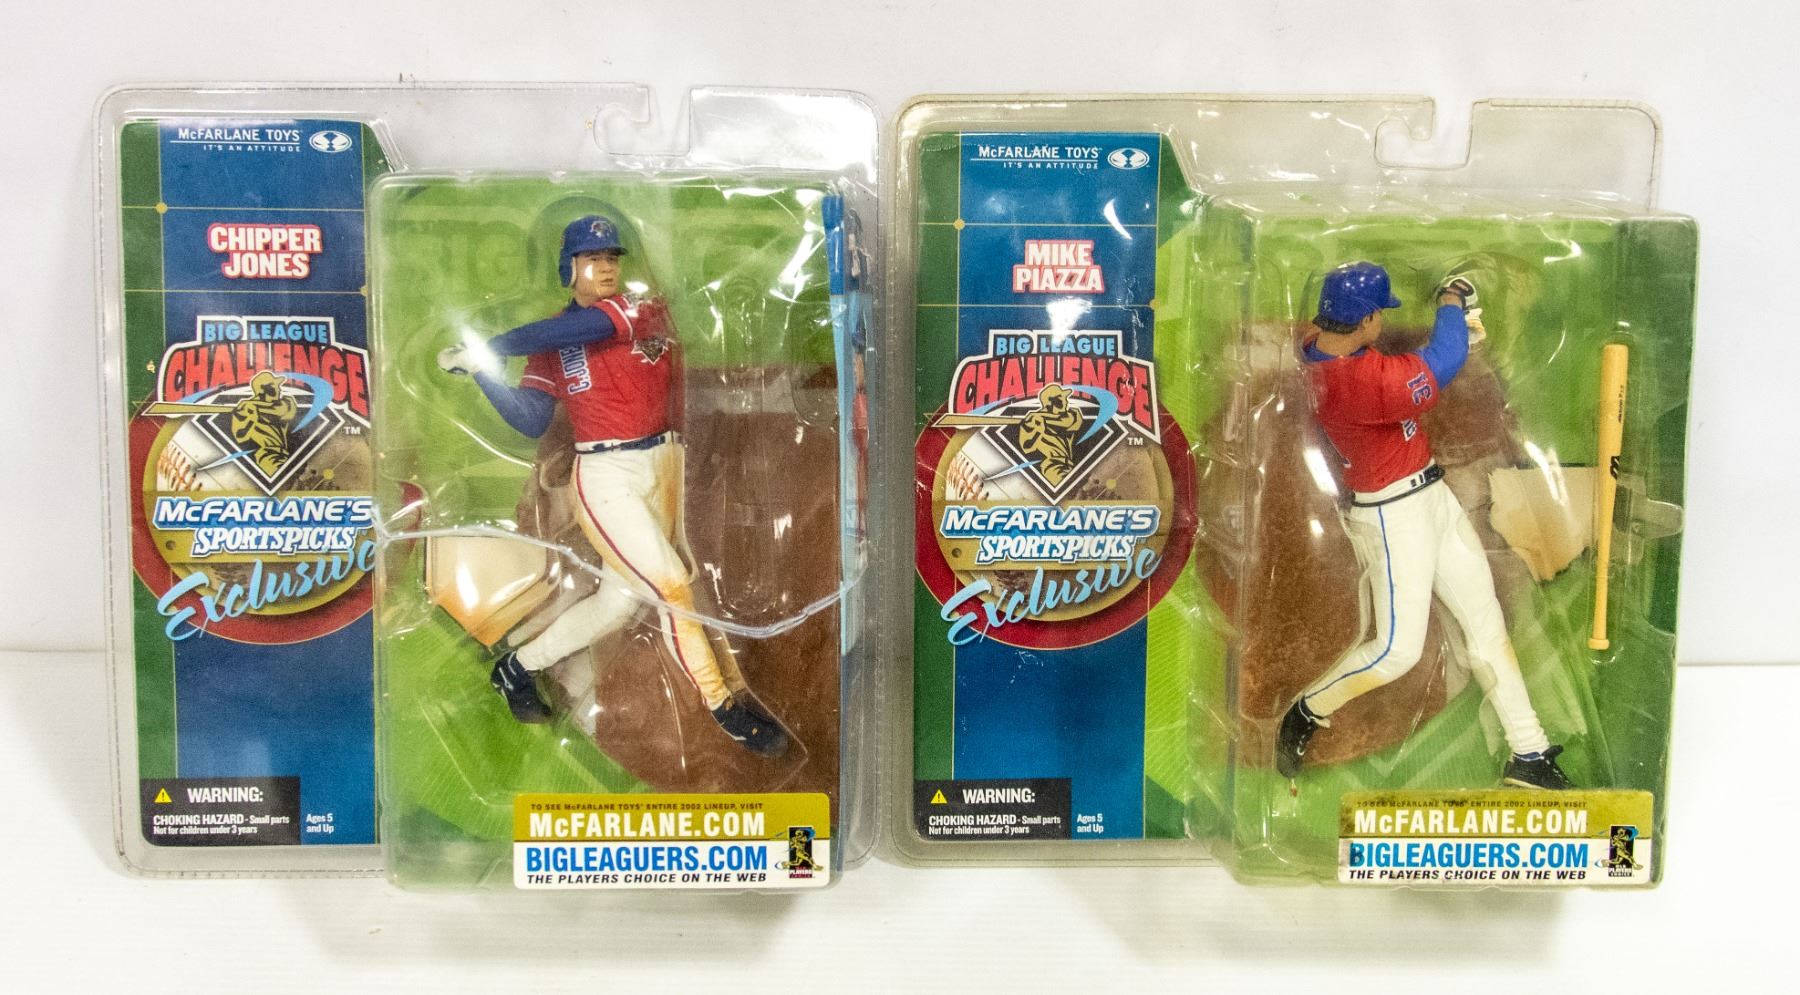 McFARLANE TOYS
IT'S AN ATTITUDE
CHIPPER
JONES
BIG LEAGUE
CHALLENGE
TM
McFARLANE'S
SPORTSPICKS
Exclusive
WARNING:
CHOKING HAZARD - Small parts
Not for children under 3 years
Ages 5
and Up
C. JONE
TO SEE McFARLANE TOYS' ENTIRE 2002 LINEUP, VISIT
McFARLANE.COM
BIGLEAGUERS.COM
THE PLAYERS CHOICE ON THE WEB
McFARLANE TOYS
IT'S AN ATTITUDE
MIKE
PIAZZA
BIG LEAGUE
CHALLENGE
TM
McFARLANE'S
SPORTSPICKS
Exclusive
WARNING:
CHOKING HAZARD - Small parts
Not for children under 3 years
Ages 5
and Up
31
TO SEE McFARLANE TOYS' ENTIRE 2002 LINEUP, VISIT
McFARLANE.COM
BIGLEAGUERS.COM
THE PLAYERS CHOICE ON THE WEB